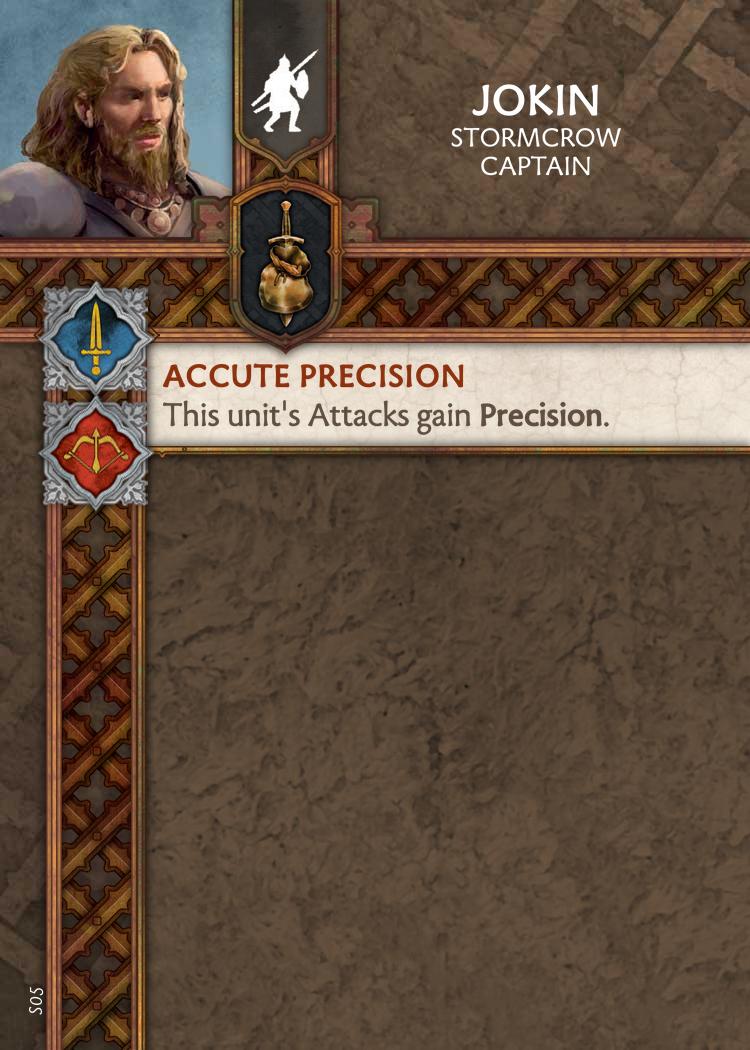 JOKIN
STORMCROW
CAPTAIN
ACCUTE PRECISION
This unit's Attacks gain Precision.
S05